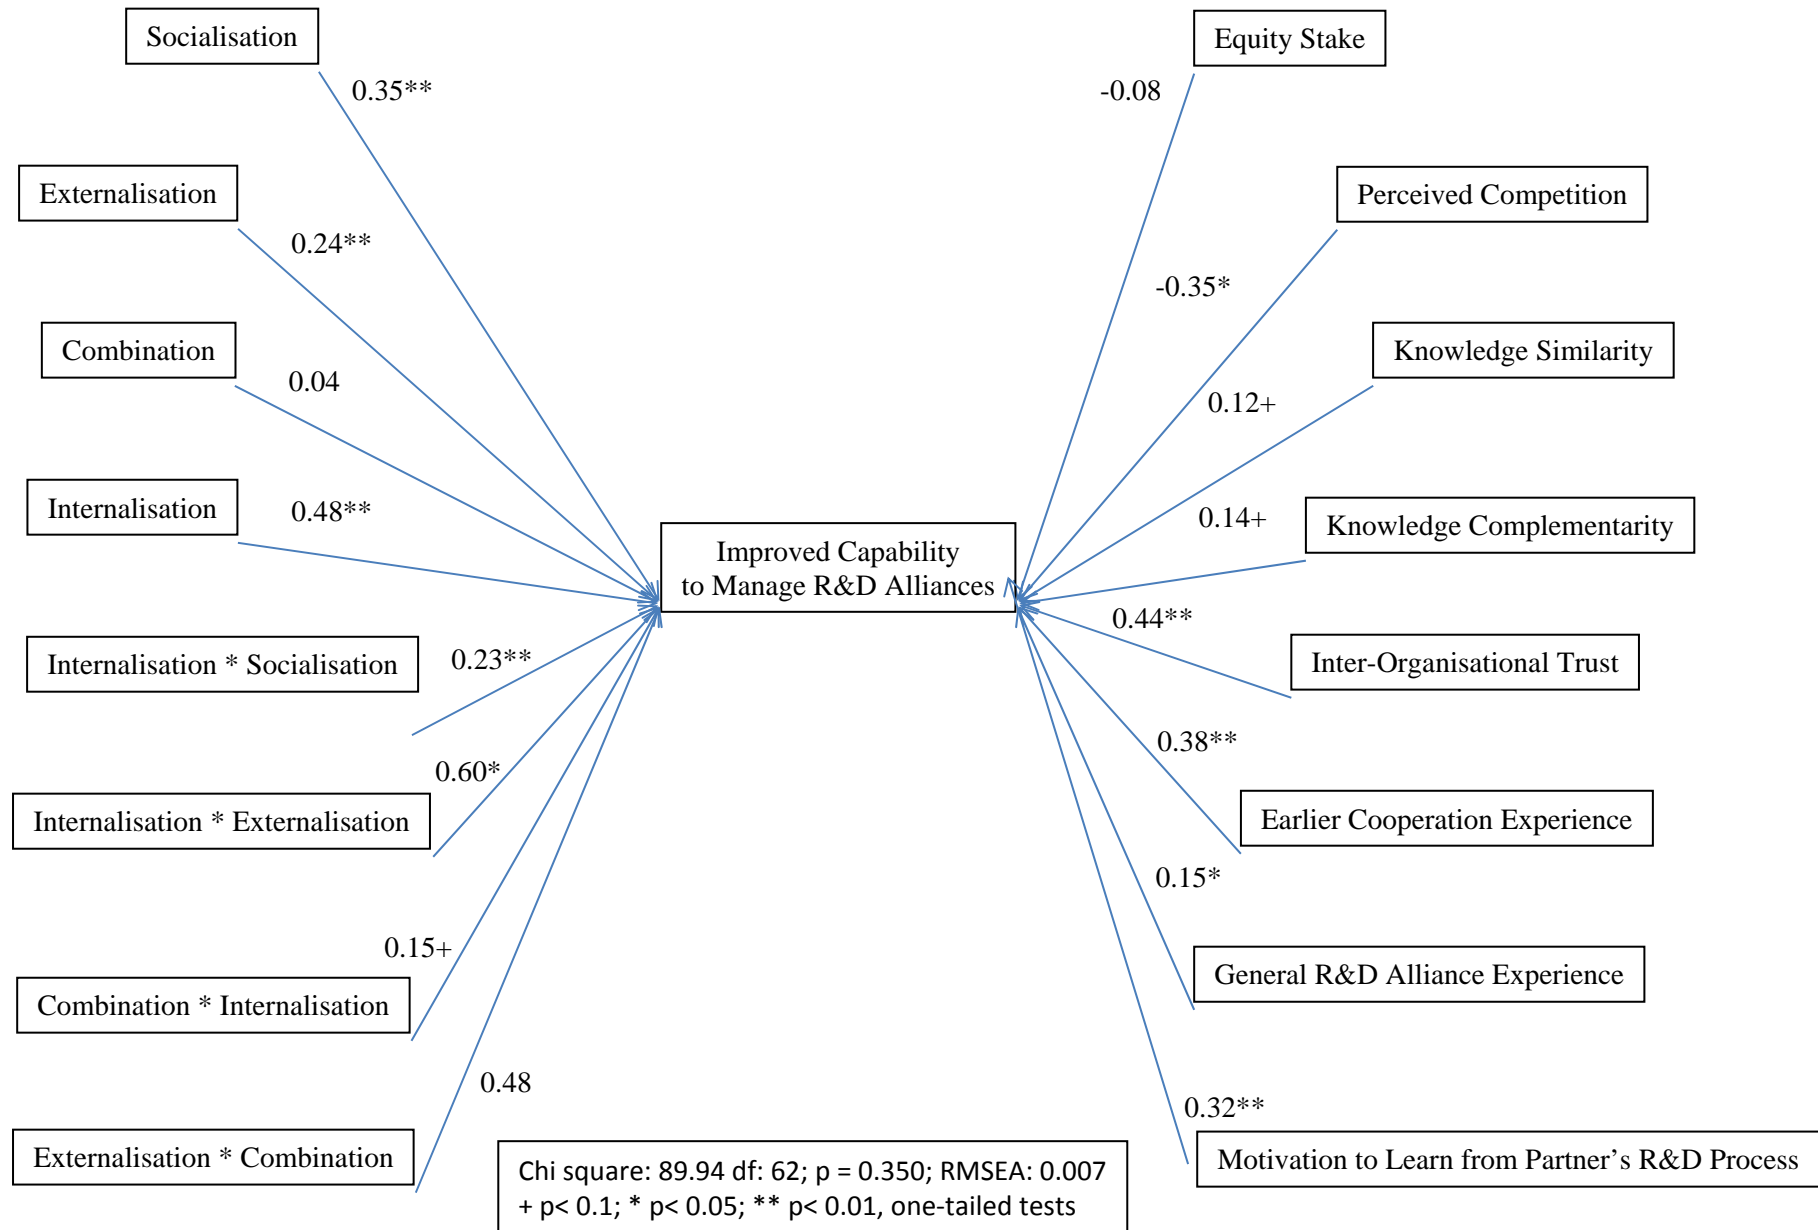 Socialisation
Equity Stake
0.35**
-0.08
Externalisation
Perceived Competition
0.24**
-0.35*
Combination
Knowledge Similarity
0.04
0.12+
Internalisation
0.48**
0.14+
Knowledge Complementarity
Improved Capability
to Manage R&D Alliances
0.44**
Internalisation * Socialisation
0.23**
Inter-Organisational Trust
0.38**
0.60*
Internalisation * Externalisation
Earlier Cooperation Experience
0.15*
0.15+
Combination * Internalisation
General R&D Alliance Experience
0.48
0.32**
Externalisation * Combination
Motivation to Learn from Partner’s R&D Process
Chi square: 89.94 df: 62; p = 0.350; RMSEA: 0.007
+ p< 0.1; * p< 0.05; ** p< 0.01, one-tailed tests